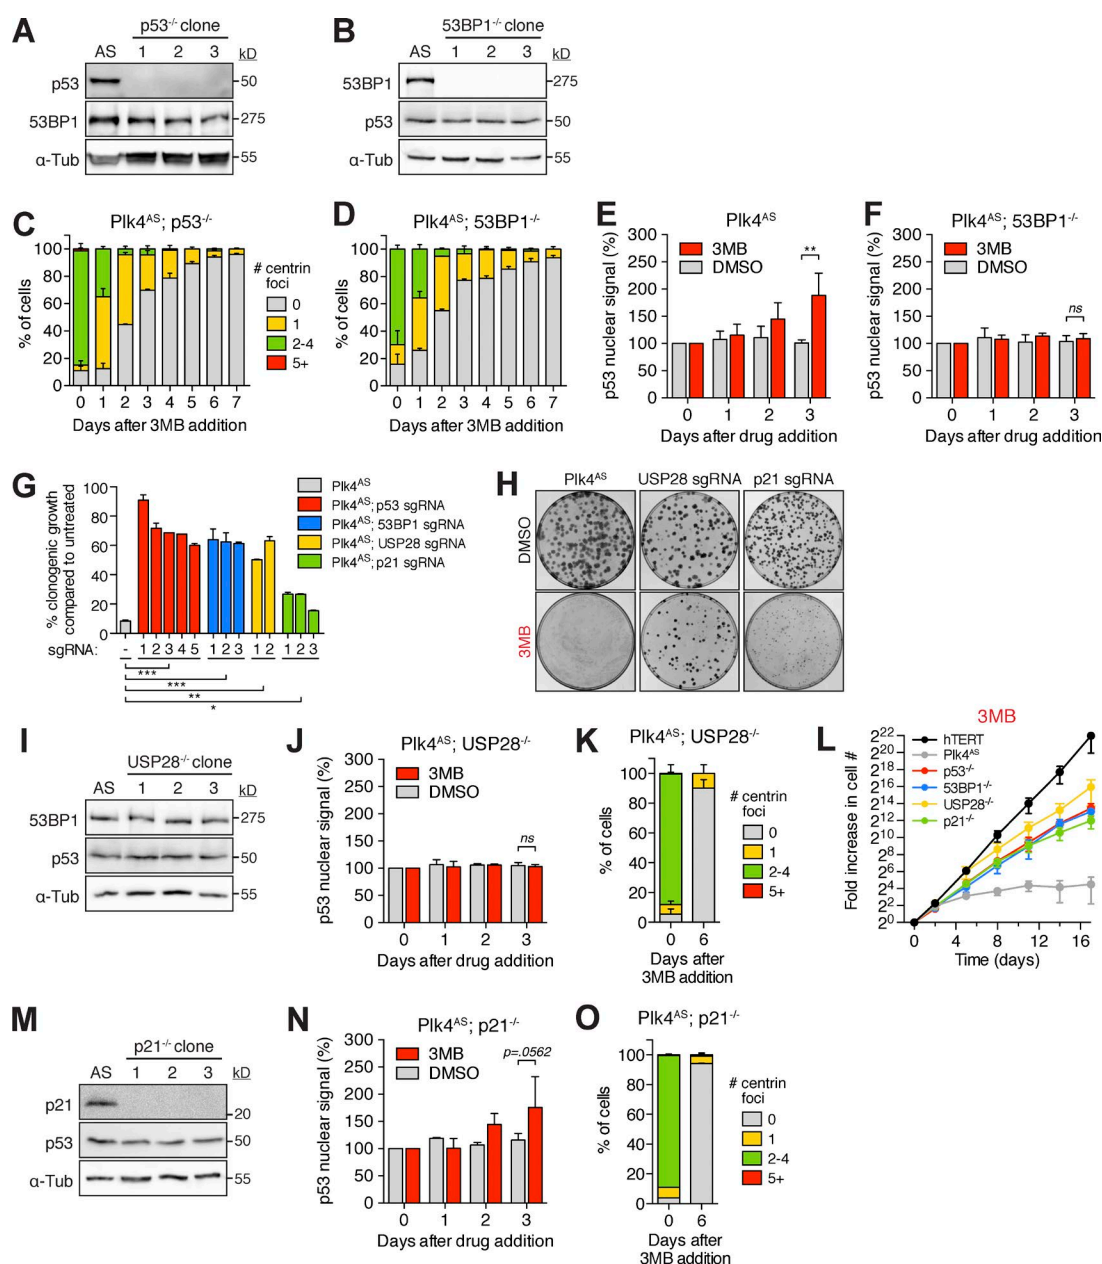 A
p53-/- clone
AS 1 2 3 kD
p53 50
53BP1 275
α-Tub 55
B
53BP1-/- clone
AS 1 2 3 kD
53BP1 275
p53 50
α-Tub 55
C
Plk4AS; p53-/-
% of cells
100
80
60
40
20
0
0 1 2 3 4 5 6 7
Days after 3MB addition
# centrin
foci
0
1
2-4
5+
D
Plk4AS; 53BP1-/-
% of cells
100
80
60
40
20
0
0 1 2 3 4 5 6 7
Days after 3MB addition
E
Plk4AS
p53 nuclear signal (%)
300
250
200
150
100
50
0
3MB
DMSO
**
0 1 2 3
Days after drug addition
F
Plk4AS; 53BP1-/-
p53 nuclear signal (%)
300
250
200
150
100
50
0
3MB
DMSO
ns
0 1 2 3
Days after drug addition
G
% clonogenic growth
compared to untreated
100
80
60
40
20
0
Plk4AS
Plk4AS; p53 sgRNA
Plk4AS; 53BP1 sgRNA
Plk4AS; USP28 sgRNA
Plk4AS; p21 sgRNA
sgRNA: - 1 2 3 4 5 1 2 3 1 2 1 2 3
***
***
**
*
H
Plk4AS USP28 sgRNA p21 sgRNA
DMSO
3MB
I
USP28-/- clone
AS 1 2 3 kD
53BP1 275
p53 50
α-Tub 55
J
Plk4AS; USP28-/-
p53 nuclear signal (%)
300
250
200
150
100
50
0
3MB
DMSO
ns
0 1 2 3
Days after drug addition
K
Plk4AS; USP28-/-
% of cells
100
80
60
40
20
0
0 6
Days after
3MB addition
# centrin
foci
0
1
2-4
5+
L
3MB
Fold increase in cell #
2^22
2^20
2^18
2^16
2^14
2^12
2^10
2^8
2^6
2^4
2^2
2^0
hTERT
Plk4AS
p53-/-
53BP1-/-
USP28-/-
p21-/-
0 4 8 12 16
Time (days)
M
p21-/- clone
AS 1 2 3 kD
p21 20
p53 50
α-Tub 55
N
Plk4AS; p21-/-
p53 nuclear signal (%)
300
250
200
150
100
50
0
3MB
DMSO
p=.0562
0 1 2 3
Days after drug addition
O
Plk4AS; p21-/-
% of cells
100
80
60
40
20
0
0 6
Days after
3MB addition
# centrin
foci
0
1
2-4
5+